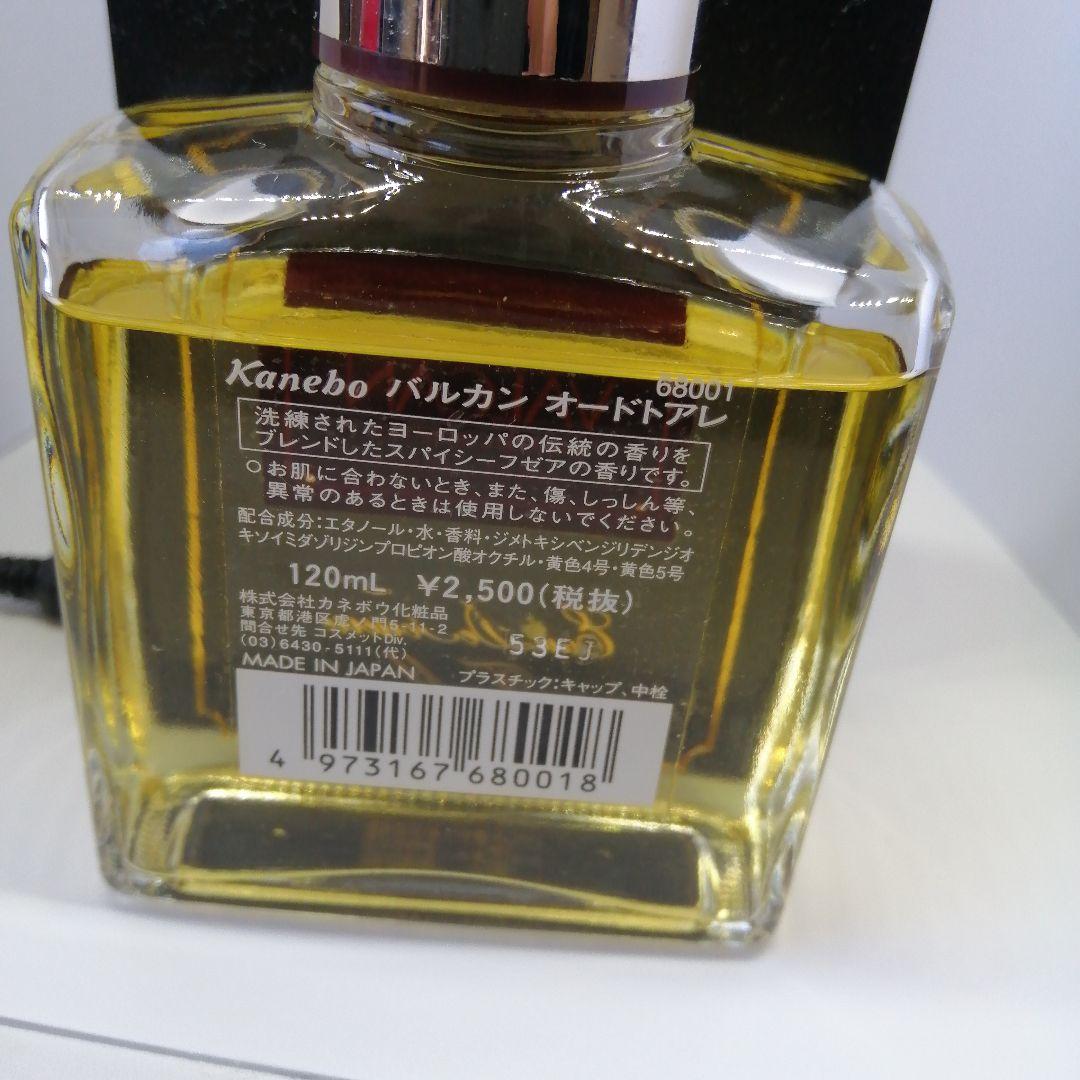 Kanebo バルカン オードトアレ
68001
洗練されたヨーロッパの伝統の香りを
ブレンドしたスパイシーフゼアの香りです。
○お肌に合わないとき、また、傷、しっしん等、
異常のあるときは使用しないでください。
配合成分:エタノール・水・香料・ジメトキシベンジリデンジオ
キソイミダゾリジンプロピオン酸オクチル・黄色4号・黄色5号
120mL ¥2,500(税抜)
株式会社カネボウ化粧品
東京都港区虎ノ門5-11-2
問合せ先 コスメットDiv.
(03)6430-5111(代)
53EJ
MADE IN JAPAN プラスチック:キャップ、中栓
4 973167 680018